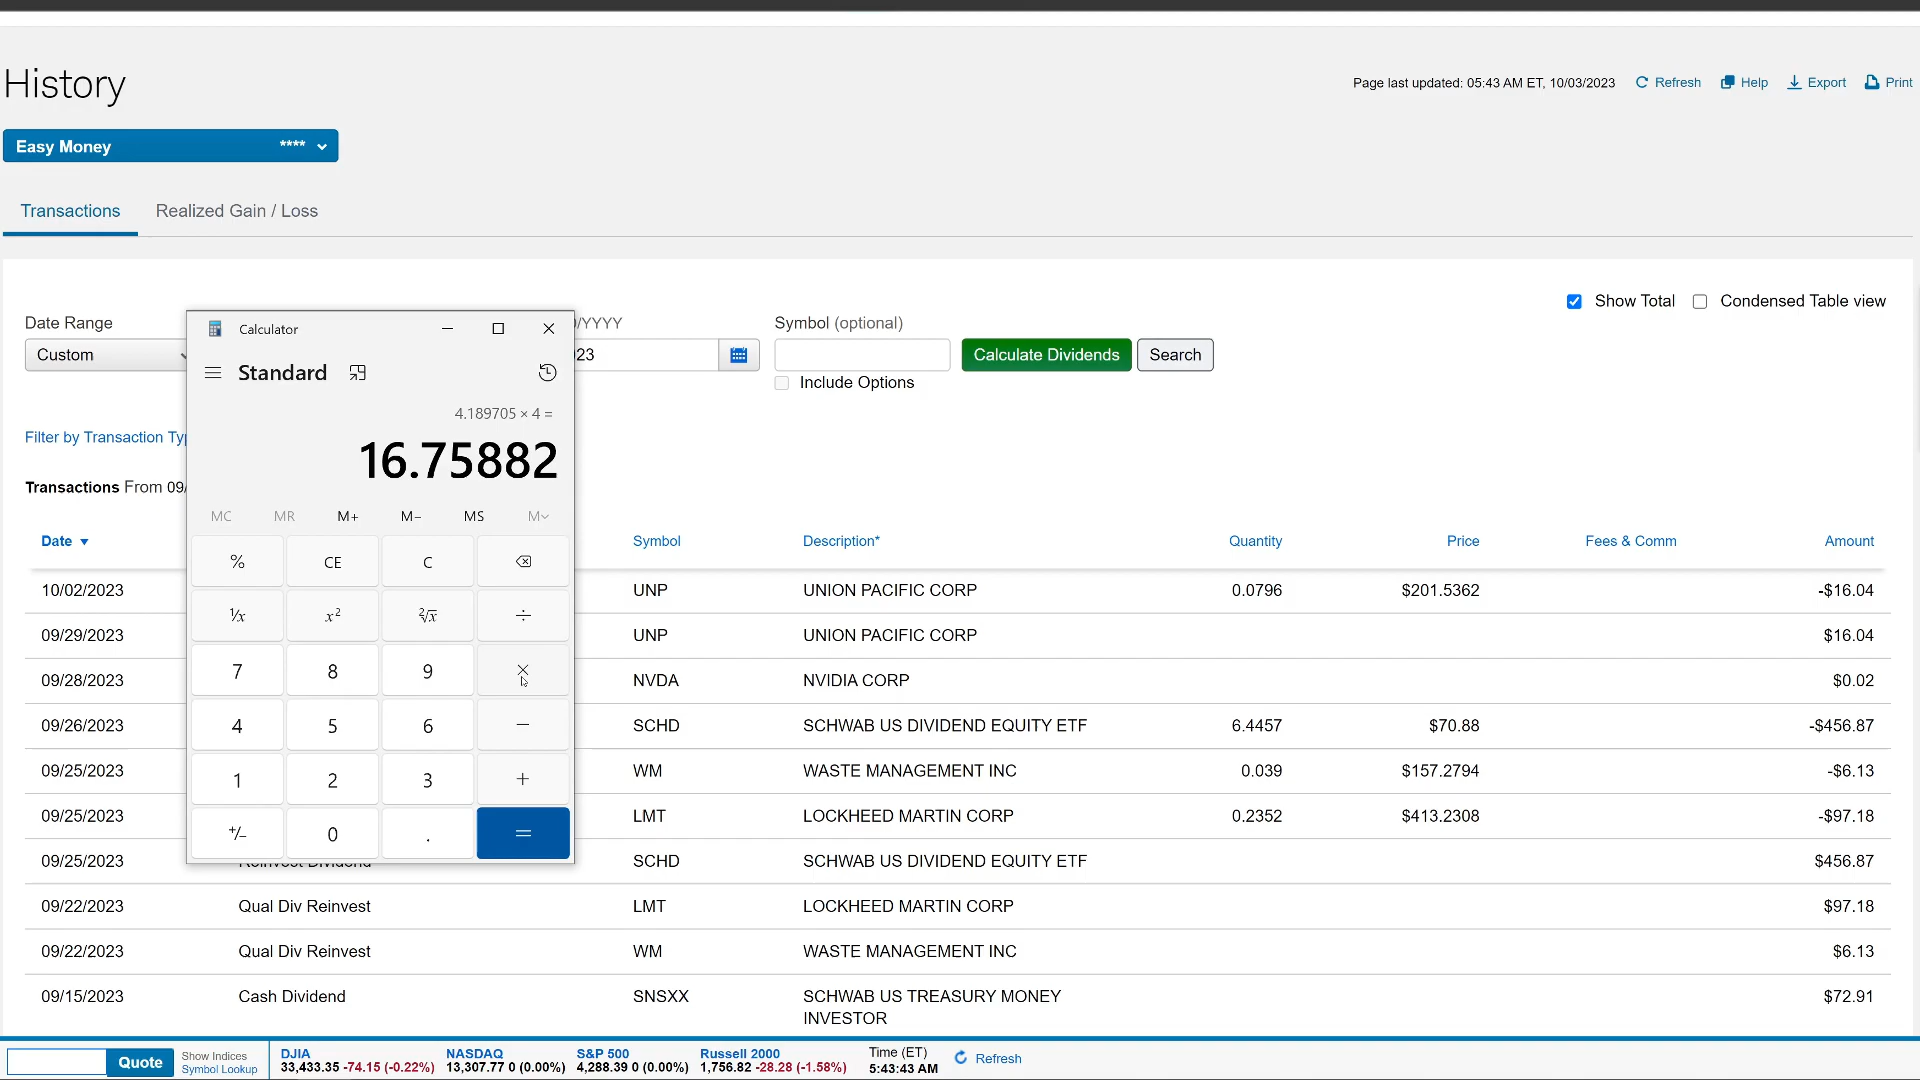 History
Page last updated: 05:43 AM ET, 10/03/2023 Refresh Help Export Print
Easy Money ****
Transactions Realized Gain / Loss
Show Total Condensed Table view
Date Range /YYYY Symbol (optional)
Custom 23 Calculate Dividends Search
Include Options
Filter by Transaction Typ
Transactions From 09/
Calculator
Standard
4.189705 × 4 =
16.75882
MC MR M+ M− MS M
% CE C
¹/x x² ²√x ÷
7 8 9 ×
4 5 6 −
1 2 3 +
+/− 0 . =
Date Symbol Description* Quantity Price Fees & Comm Amount
10/02/2023 UNP UNION PACIFIC CORP 0.0796 $201.5362 -$16.04
09/29/2023 UNP UNION PACIFIC CORP $16.04
09/28/2023 NVDA NVIDIA CORP $0.02
09/26/2023 SCHD SCHWAB US DIVIDEND EQUITY ETF 6.4457 $70.88 -$456.87
09/25/2023 WM WASTE MANAGEMENT INC 0.039 $157.2794 -$6.13
09/25/2023 LMT LOCKHEED MARTIN CORP 0.2352 $413.2308 -$97.18
09/25/2023 Reinvest Dividend SCHD SCHWAB US DIVIDEND EQUITY ETF $456.87
09/22/2023 Qual Div Reinvest LMT LOCKHEED MARTIN CORP $97.18
09/22/2023 Qual Div Reinvest WM WASTE MANAGEMENT INC $6.13
09/15/2023 Cash Dividend SNSXX SCHWAB US TREASURY MONEY $72.91
INVESTOR
Quote Show Indices
Symbol Lookup
DJIA NASDAQ S&P 500 Russell 2000 Time (ET)
33,433.35 -74.15 (-0.22%) 13,307.77 0 (0.00%) 4,288.39 0 (0.00%) 1,756.82 -28.28 (-1.58%) 5:43:43 AM Refresh